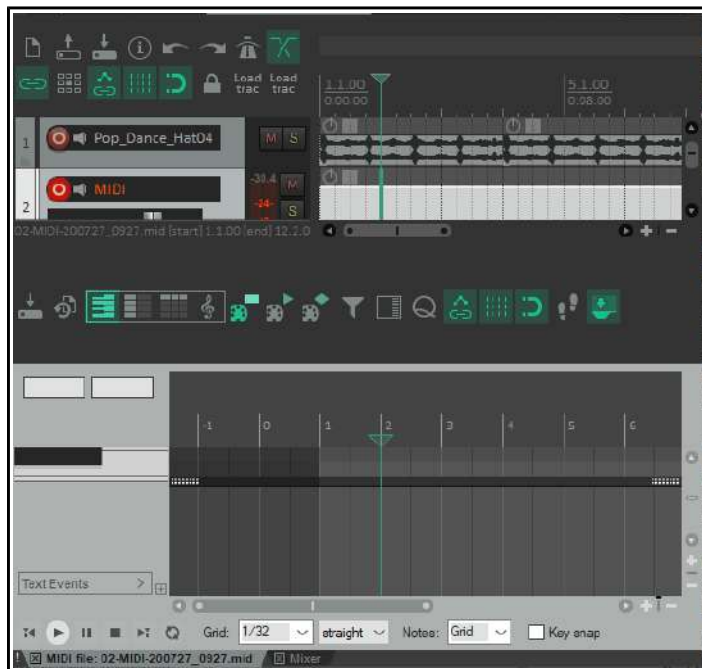 Load Load
trac trac
1.1.00 5.1.00
0:00.00 0:08.00
1 Pop_Dance_Hat04 M S
MIDI -38.4 M
2 -24- S
02-MIDI-200727_0927.mid [start] 1.1.00 [end] 12.2.0
-1 0 1 2 3 4 5 6
Text Events >
Grid: 1/32 straight Notes: Grid Key snap
! MIDI file: 02-MIDI-200727_0927.mid Mixer